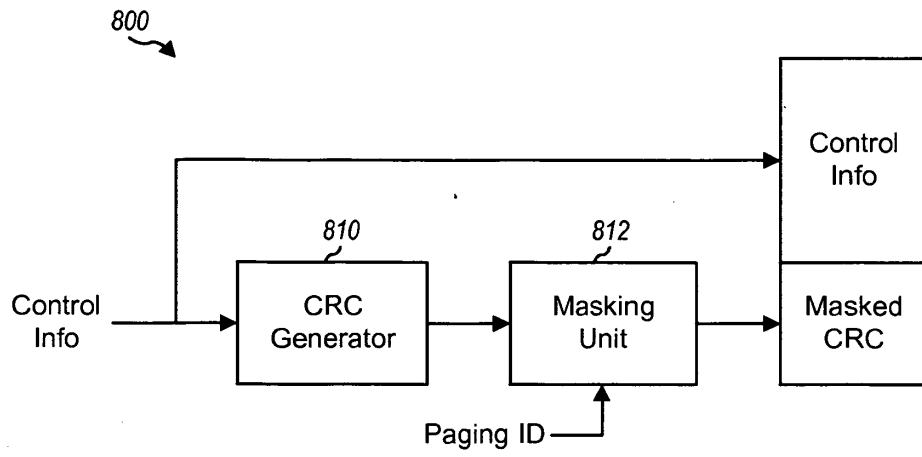 800
Control
Info
810
812
Control
Info
CRC
Generator
Masking
Unit
Masked
CRC
Paging ID